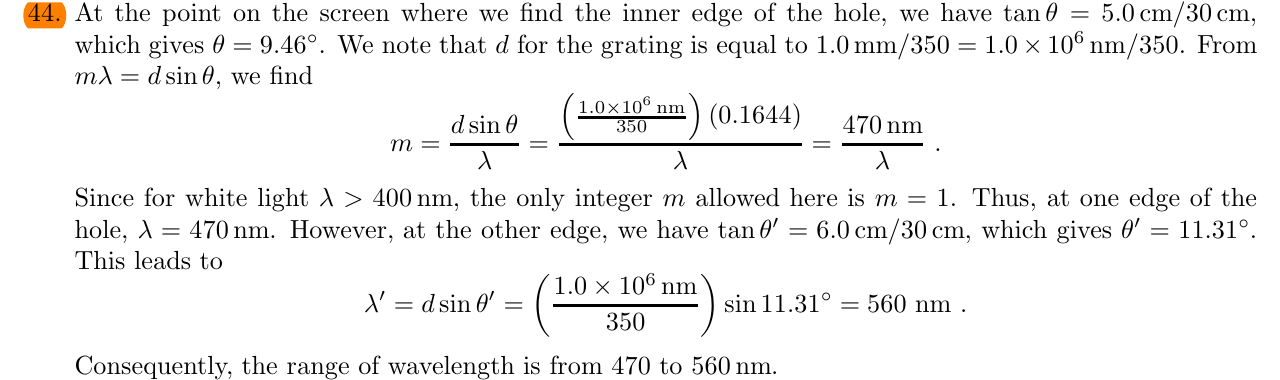 44. At the point on the screen where we find the inner edge of the hole, we have tan θ = 5.0 cm/30 cm,
which gives θ = 9.46°. We note that d for the grating is equal to 1.0 mm/350 = 1.0 × 10⁶ nm/350. From
mλ = d sin θ, we find
m = d sin θ / λ = (1.0×10⁶ nm / 350) (0.1644) / λ = 470 nm / λ .
Since for white light λ > 400 nm, the only integer m allowed here is m = 1. Thus, at one edge of the
hole, λ = 470 nm. However, at the other edge, we have tan θ′ = 6.0 cm/30 cm, which gives θ′ = 11.31°.
This leads to
λ′ = d sin θ′ = (1.0 × 10⁶ nm / 350) sin 11.31° = 560 nm .
Consequently, the range of wavelength is from 470 to 560 nm.